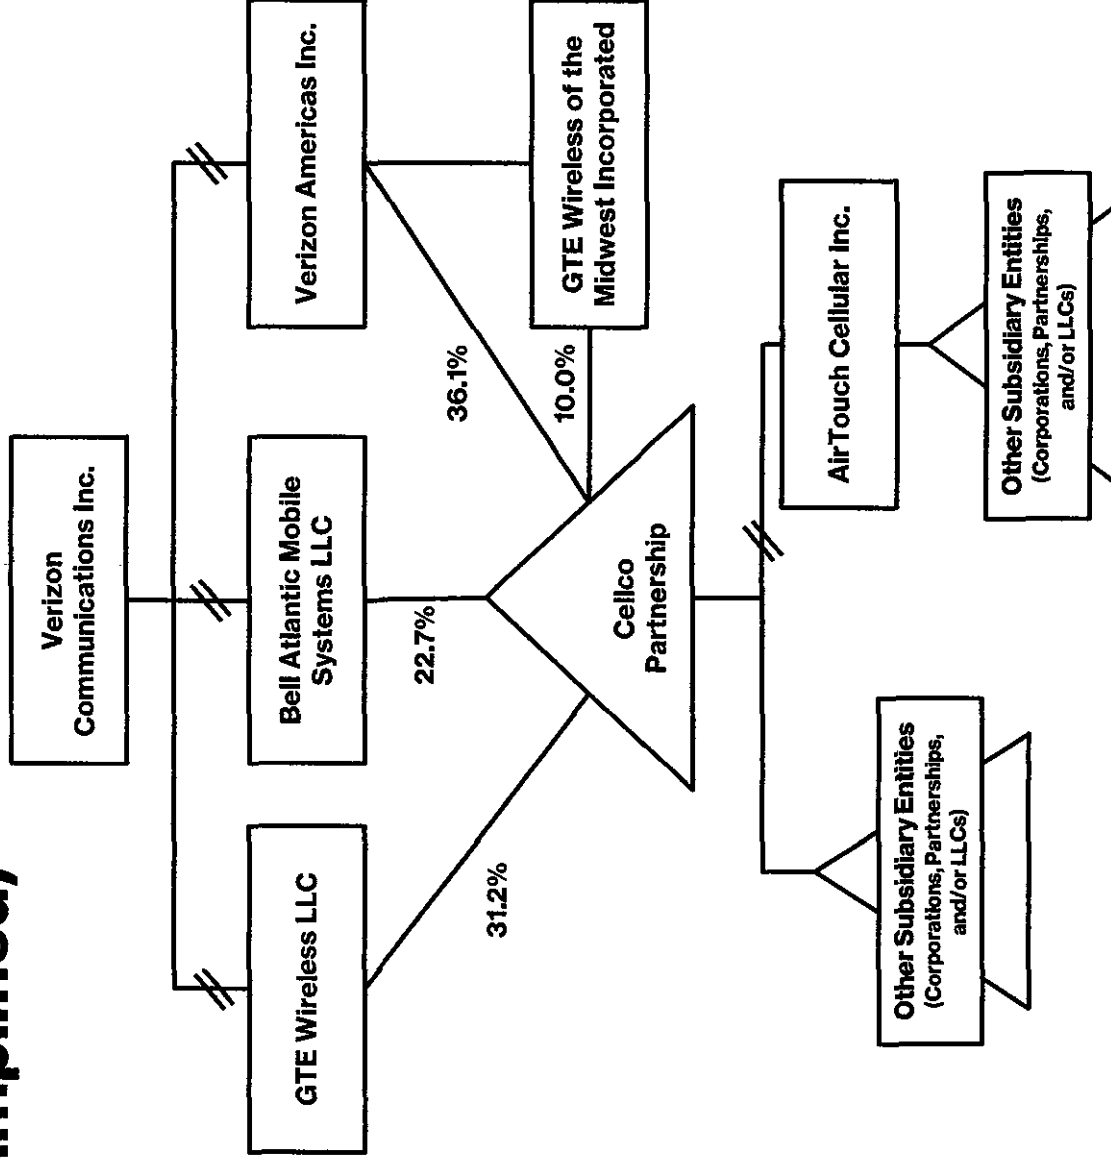 Verizon
Communications Inc.
GTE Wireless LLC
Bell Atlantic Mobile
Systems LLC
Verizon Americas Inc.
31.2%
22.7%
36.1%
10.0%
GTE Wireless of the
Midwest Incorporated
Cellco
Partnership
Other Subsidiary Entities
(Corporations, Partnerships,
and/or LLCs)
AirTouch Cellular Inc.
Other Subsidiary Entities
(Corporations, Partnerships,
and/or LLCs)